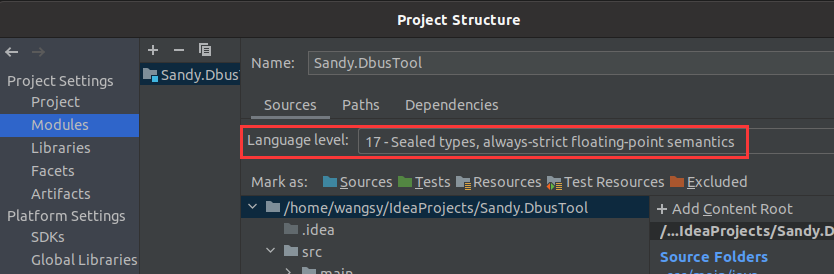 Project Structure
Project Settings
Project
Modules
Libraries
Facets
Artifacts
Platform Settings
SDKs
Global Libraries
Sandy.DbusT
Name: Sandy.DbusTool
Sources Paths Dependencies
Language level: 17 - Sealed types, always-strict floating-point semantics
Mark as: Sources Tests Resources Test Resources Excluded
/home/wangsy/IdeaProjects/Sandy.DbusTool
.idea
src
main
+ Add Content Root
/...IdeaProjects/Sandy.D
Source Folders